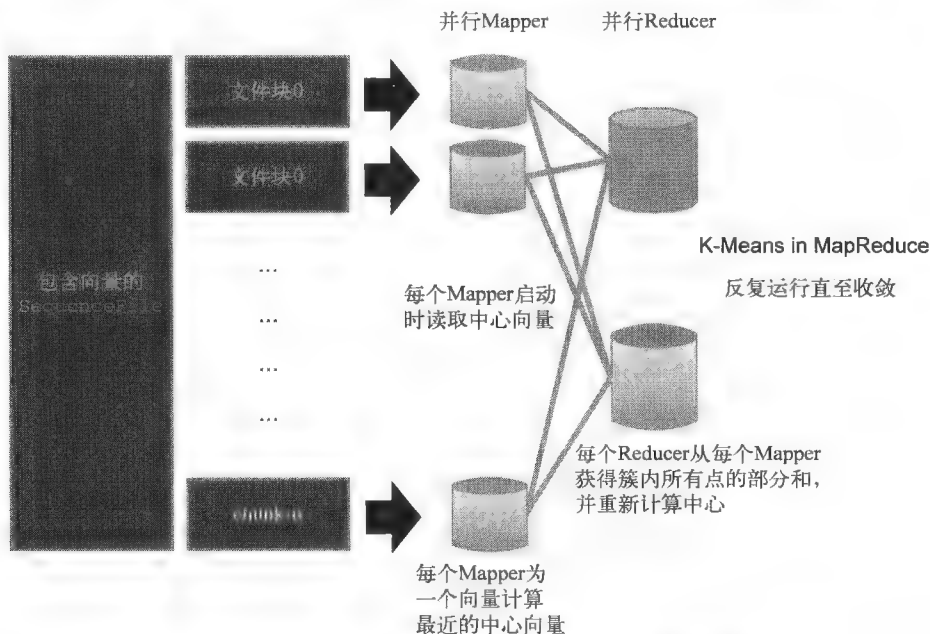 并行Mapper
并行Reducer
文件块0
文件块0
包含向量的
SequenceFile
...
...
...
...
每个Mapper启动
时读取中心向量
K-Means in MapReduce
反复运行直至收敛
每个Reducer从每个Mapper
获得簇内所有点的部分和，
并重新计算中心
chunk n
每个Mapper为
一个向量计算
最近的中心向量